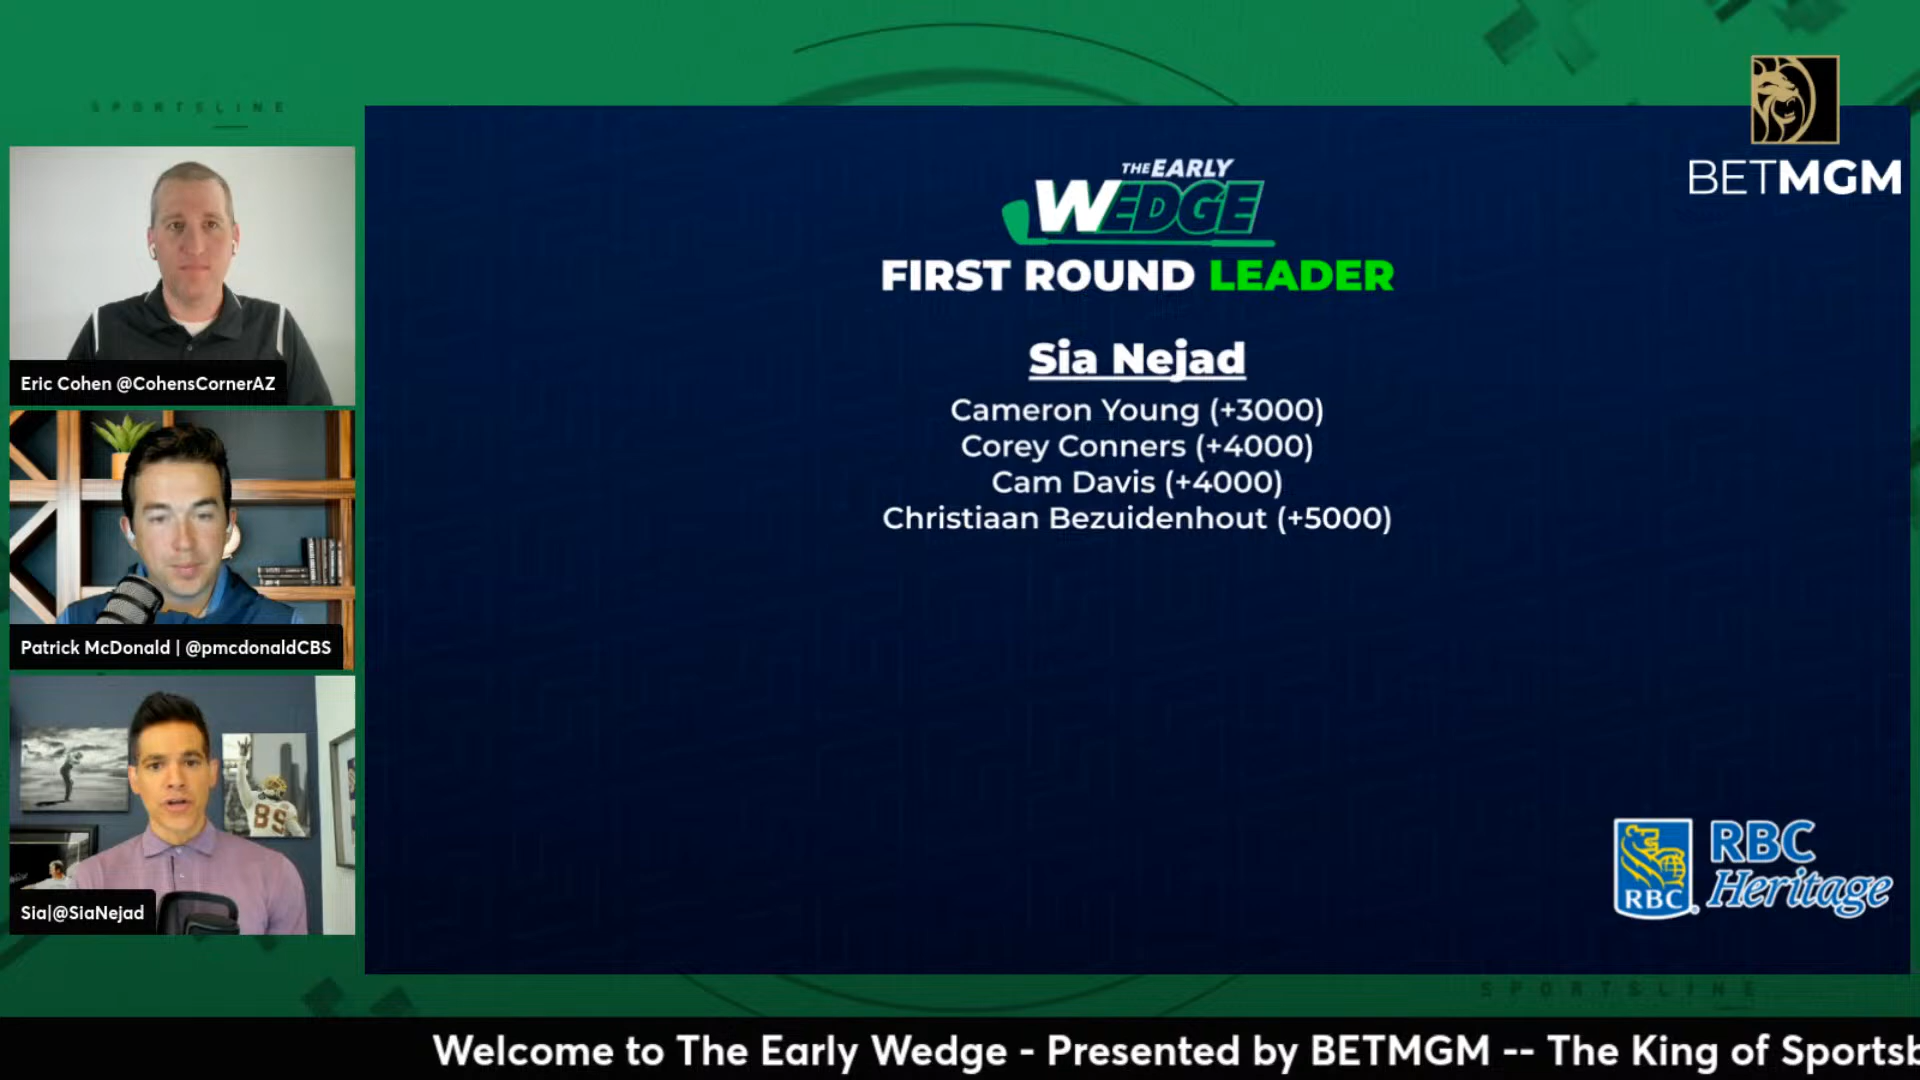 SPORTSLINE
BETMGM
THE EARLY
WEDGE
FIRST ROUND LEADER
Sia Nejad
Cameron Young (+3000)
Corey Conners (+4000)
Cam Davis (+4000)
Christiaan Bezuidenhout (+5000)
Eric Cohen @CohensCornerAZ
Patrick McDonald | @pmcdonaldCBS
89
Sia|@SiaNejad
RBC
Heritage
RBC®
SPORTSLINE
Welcome to The Early Wedge - Presented by BETMGM -- The King of Sportsb